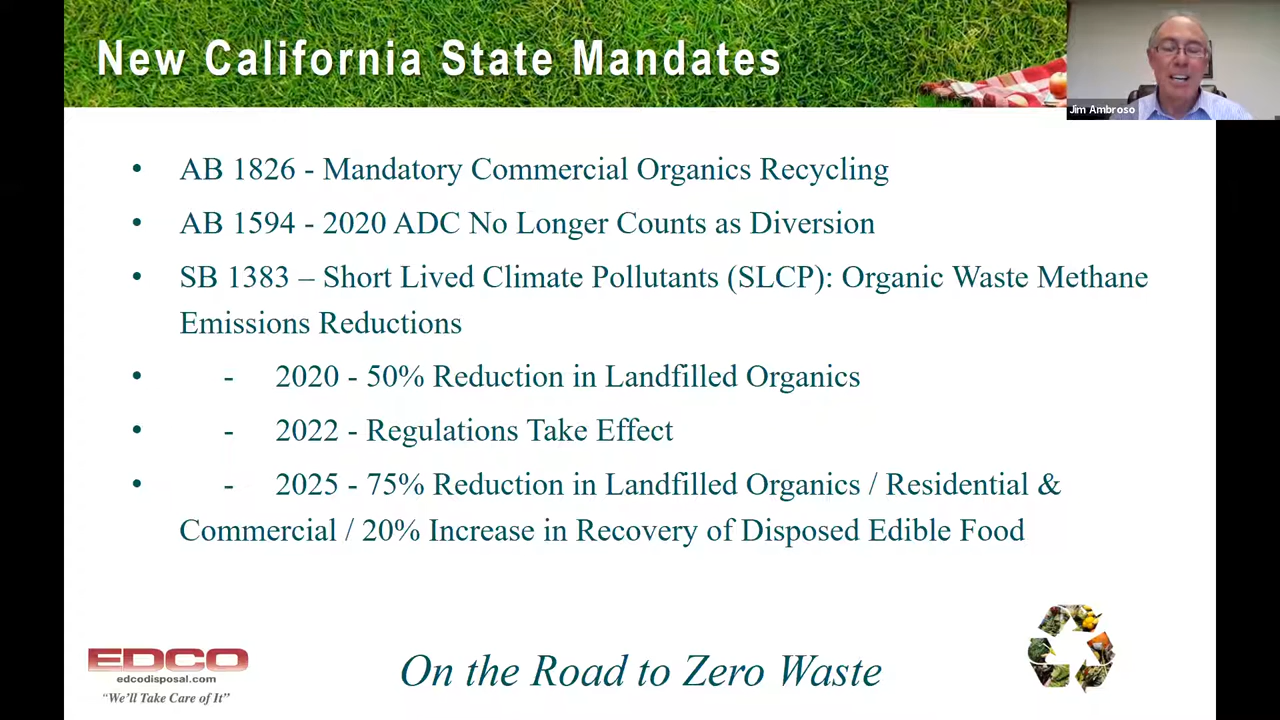 New California State Mandates
Jim Ambroso
• AB 1826 - Mandatory Commercial Organics Recycling
• AB 1594 - 2020 ADC No Longer Counts as Diversion
• SB 1383 – Short Lived Climate Pollutants (SLCP): Organic Waste Methane
Emissions Reductions
• - 2020 - 50% Reduction in Landfilled Organics
• - 2022 - Regulations Take Effect
• - 2025 - 75% Reduction in Landfilled Organics / Residential &
Commercial / 20% Increase in Recovery of Disposed Edible Food
EDCO
edcodisposal.com
“We’ll Take Care of It”
On the Road to Zero Waste